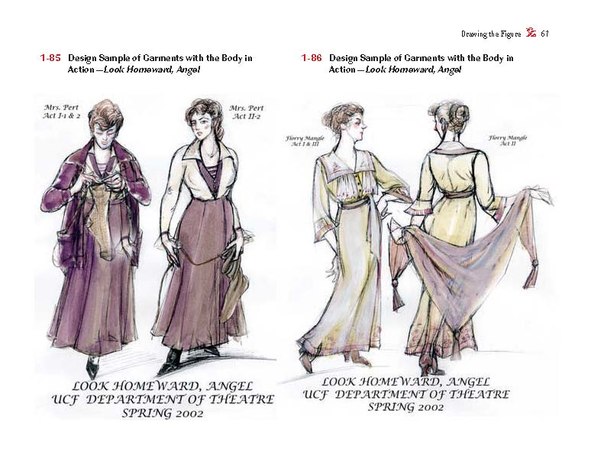 Drawing the Figure 67
1-85 Design Sample of Garments with the Body in
Action—Look Homeward, Angel
1-86 Design Sample of Garments with the Body in
Action—Look Homeward, Angel
Mrs. Pert
Act I-1 & 2
Mrs. Pert
Act II-2
Florry Mangle
Act I & III
Florry Mangle
Act II
LOOK HOMEWARD, ANGEL
UCF DEPARTMENT OF THEATRE
SPRING 2002
LOOK HOMEWARD, ANGEL
UCF DEPARTMENT OF THEATRE
SPRING 2002